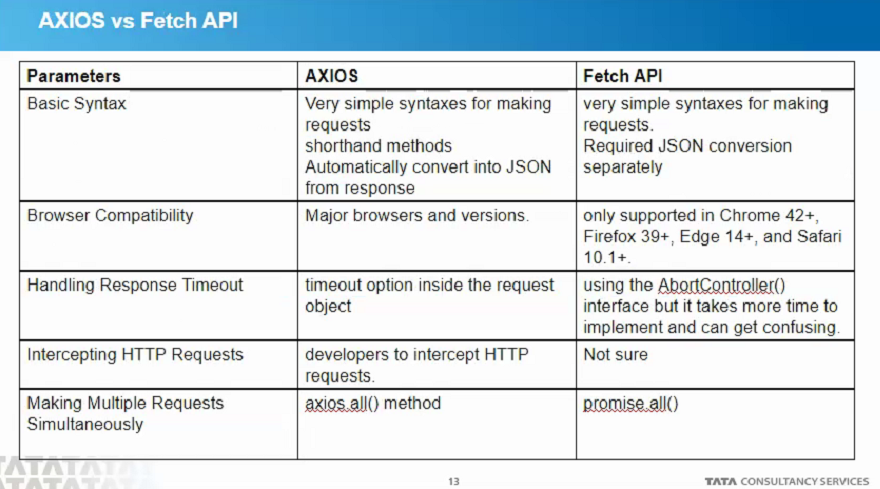 AXIOS vs Fetch API
Parameters
AXIOS
Fetch API
Basic Syntax
Very simple syntaxes for making
requests
shorthand methods
Automatically convert into JSON
from response
very simple syntaxes for making
requests.
Required JSON conversion
separately
Browser Compatibility
Major browsers and versions.
only supported in Chrome 42+,
Firefox 39+, Edge 14+, and Safari
10.1+.
Handling Response Timeout
timeout option inside the request
object
using the AbortController()
interface but it takes more time to
implement and can get confusing.
Intercepting HTTP Requests
developers to intercept HTTP
requests.
Not sure
Making Multiple Requests
Simultaneously
axios.all() method
promise.all()
TATATATATATA
TATATATATATA
13
TATA CONSULTANCY SERVICES